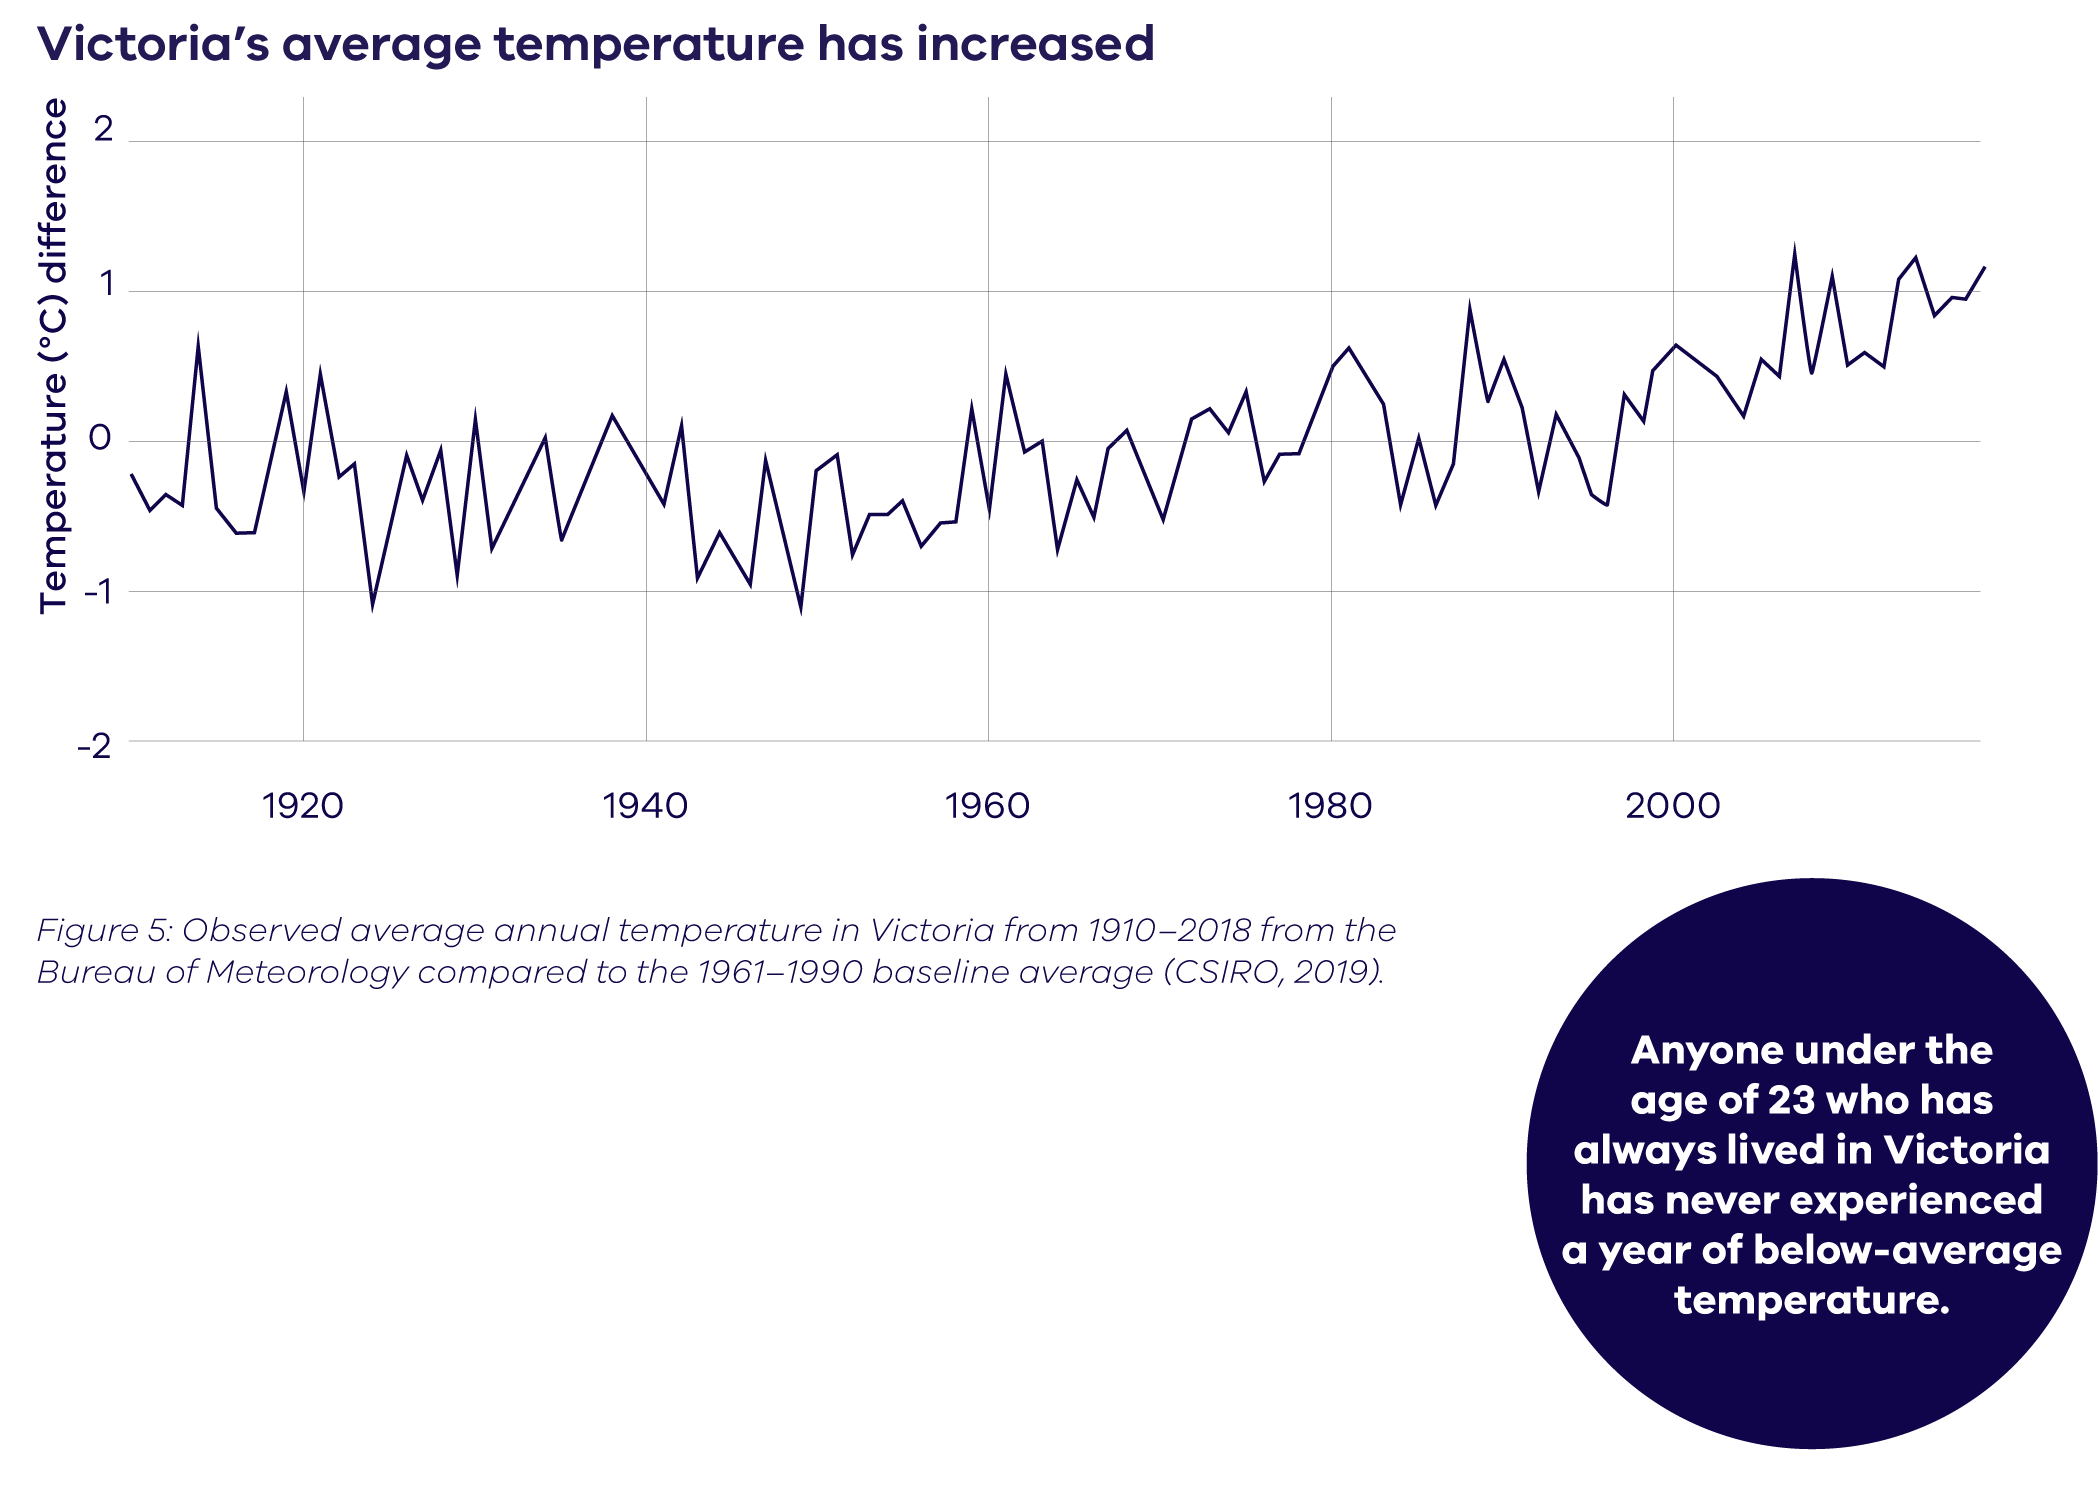 Victoria’s average temperature has increased
Temperature (°C) difference
2
1
0
-1
-2
1920
1940
1960
1980
2000
Figure 5: Observed average annual temperature in Victoria from 1910–2018 from the
Bureau of Meteorology compared to the 1961–1990 baseline average (CSIRO, 2019).
Anyone under the
age of 23 who has
always lived in Victoria
has never experienced
a year of below-average
temperature.